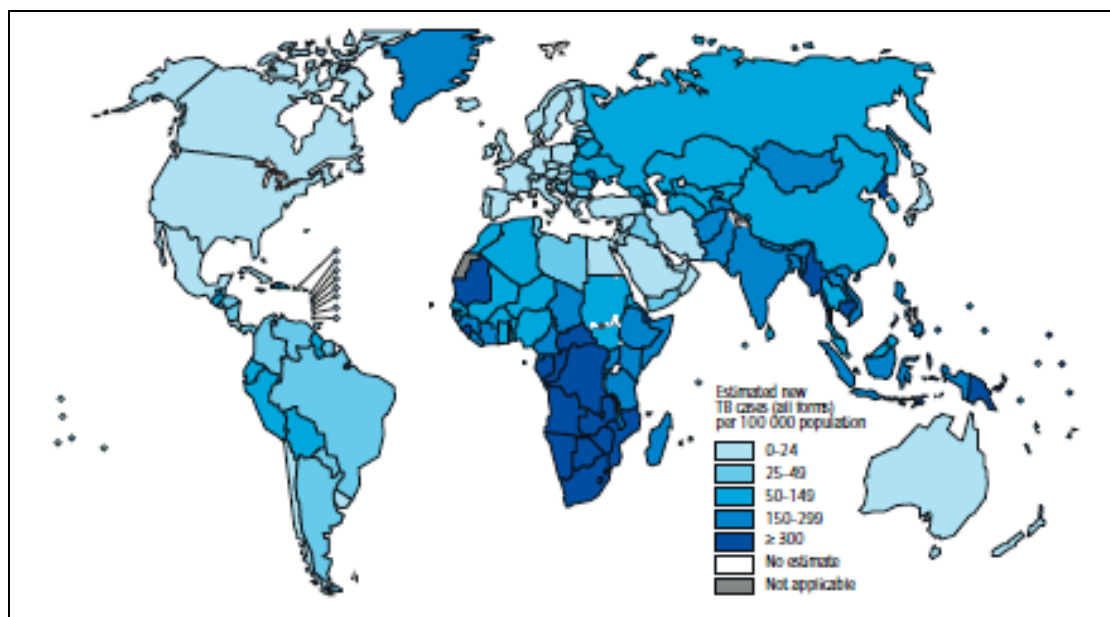 Estimated new
TB cases (all forms)
per 100 000 population
0–24
25–49
50–149
150–299
≥ 300
No estimate
Not applicable